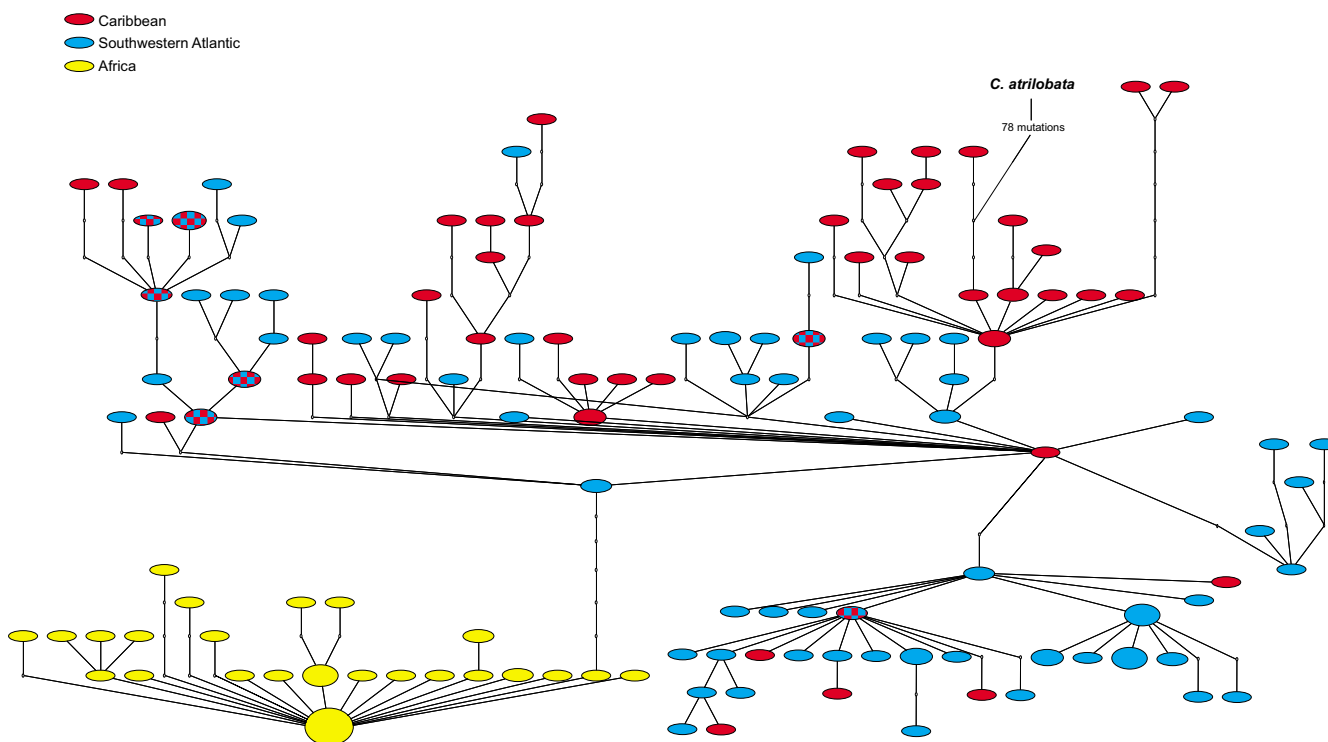 Caribbean
Southwestern Atlantic
Africa
C. atrilobata
78 mutations